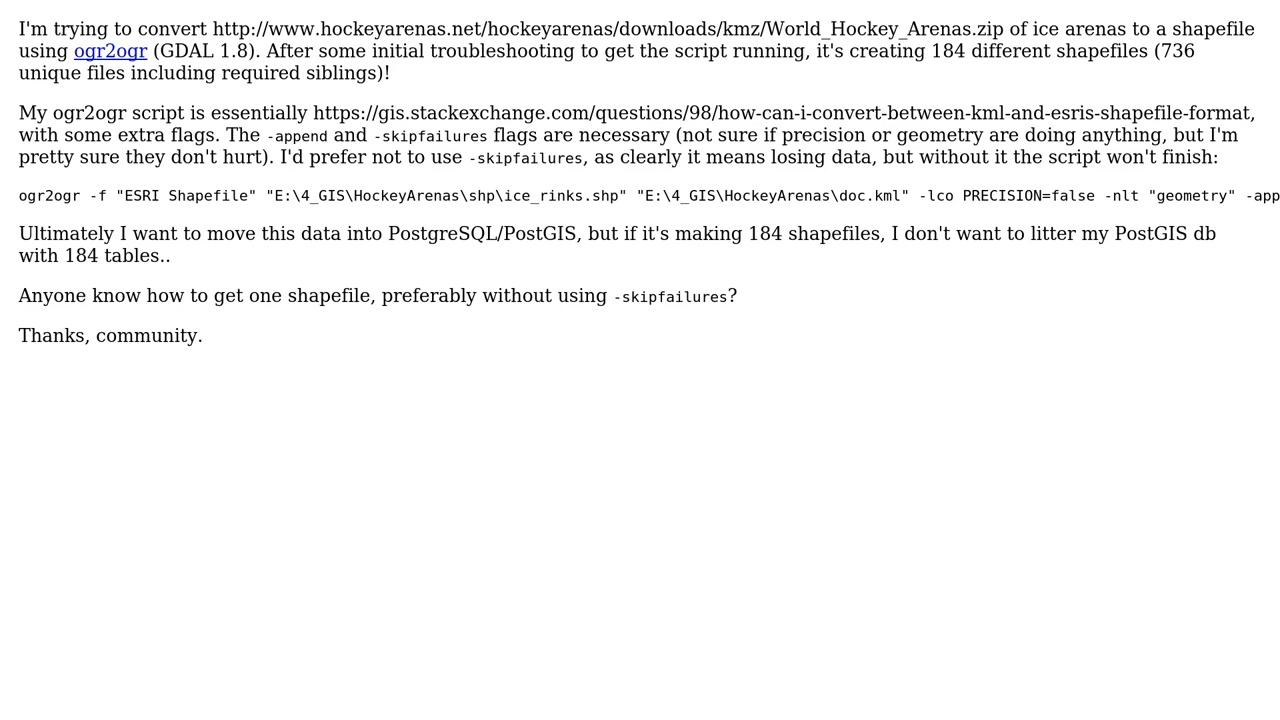 I'm trying to convert http://www.hockeyarenas.net/hockeyarenas/downloads/kmz/World_Hockey_Arenas.zip of ice arenas to a shapefile
using ogr2ogr (GDAL 1.8). After some initial troubleshooting to get the script running, it's creating 184 different shapefiles (736
unique files including required siblings)!
My ogr2ogr script is essentially https://gis.stackexchange.com/questions/98/how-can-i-convert-between-kml-and-esris-shapefile-format,
with some extra flags. The -append and -skipfailures flags are necessary (not sure if precision or geometry are doing anything, but I'm
pretty sure they don't hurt). I'd prefer not to use -skipfailures, as clearly it means losing data, but without it the script won't finish:
ogr2ogr -f "ESRI Shapefile" "E:\4_GIS\HockeyArenas\shp\ice_rinks.shp" "E:\4_GIS\HockeyArenas\doc.kml" -lco PRECISION=false -nlt "geometry" -app
Ultimately I want to move this data into PostgreSQL/PostGIS, but if it's making 184 shapefiles, I don't want to litter my PostGIS db
with 184 tables..
Anyone know how to get one shapefile, preferably without using -skipfailures?
Thanks, community.